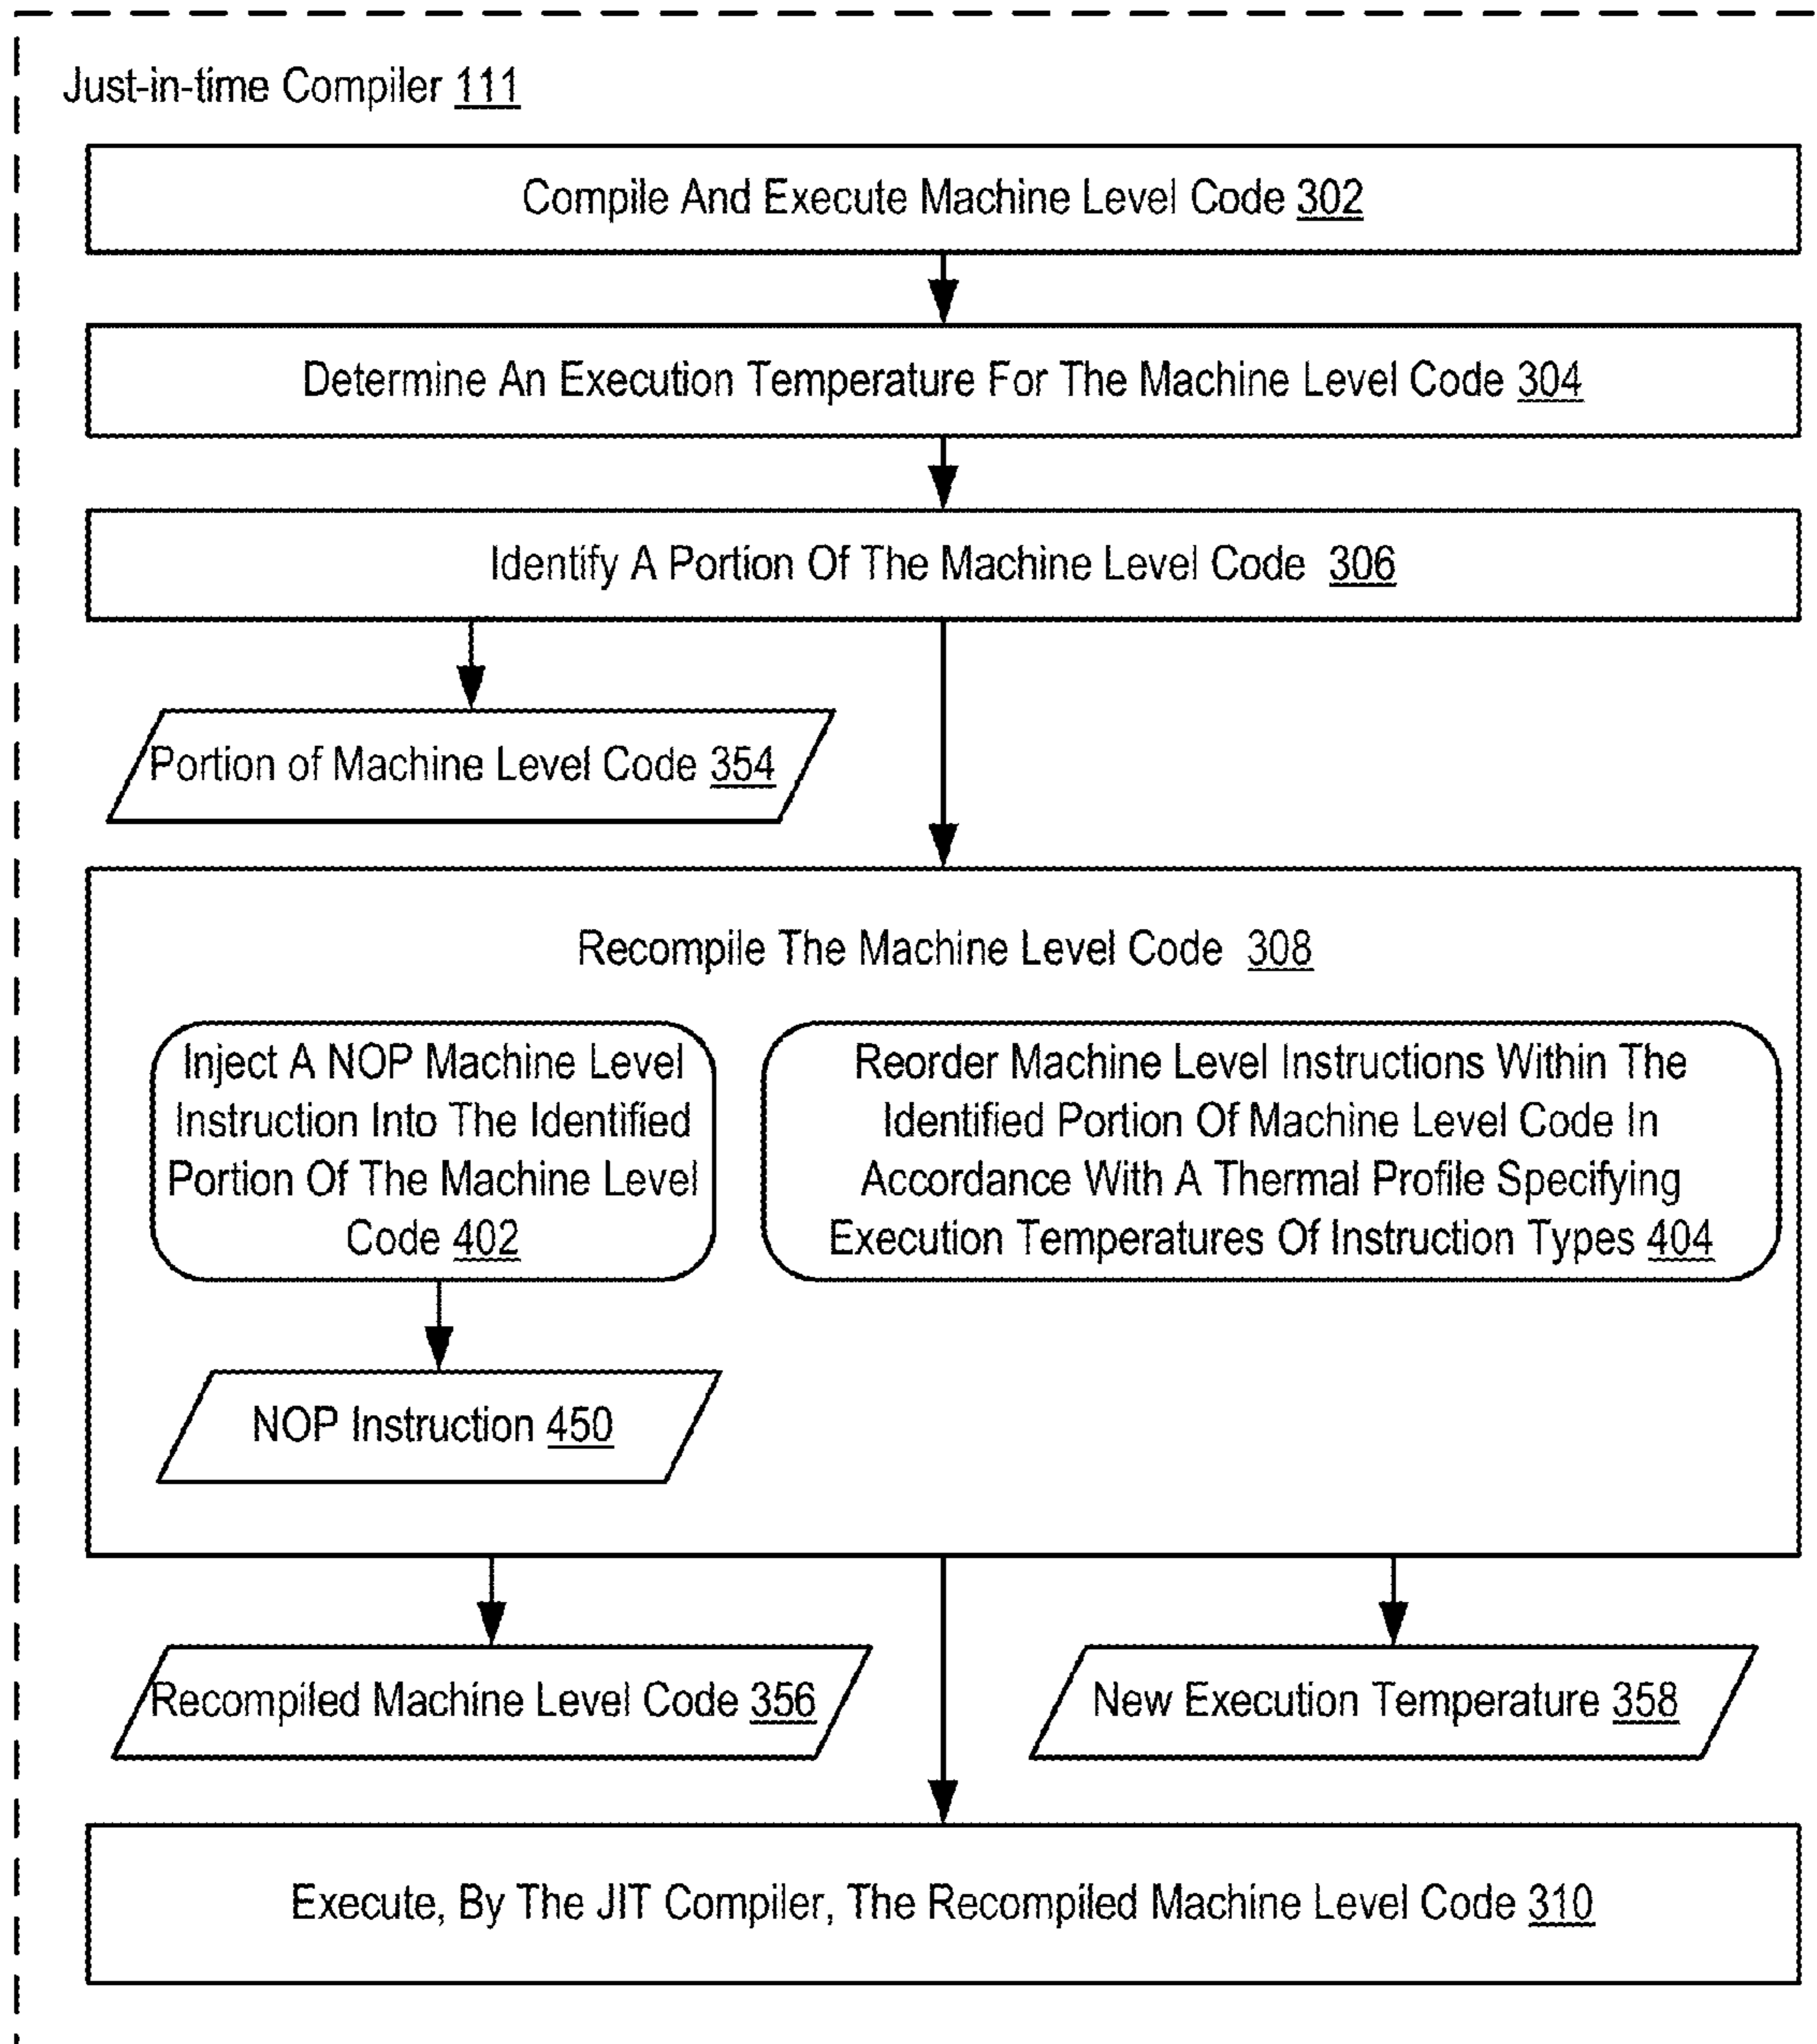 Just-in-time Compiler 111
Compile And Execute Machine Level Code 302
Determine An Execution Temperature For The Machine Level Code 304
Identify A Portion Of The Machine Level Code 306
Portion of Machine Level Code 354
Recompile The Machine Level Code 308
Inject A NOP Machine Level
Instruction Into The Identified
Portion Of The Machine Level
Code 402
Reorder Machine Level Instructions Within The
Identified Portion Of Machine Level Code In
Accordance With A Thermal Profile Specifying
Execution Temperatures Of Instruction Types 404
NOP Instruction 450
Recompiled Machine Level Code 356
New Execution Temperature 358
Execute, By The JIT Compiler, The Recompiled Machine Level Code 310